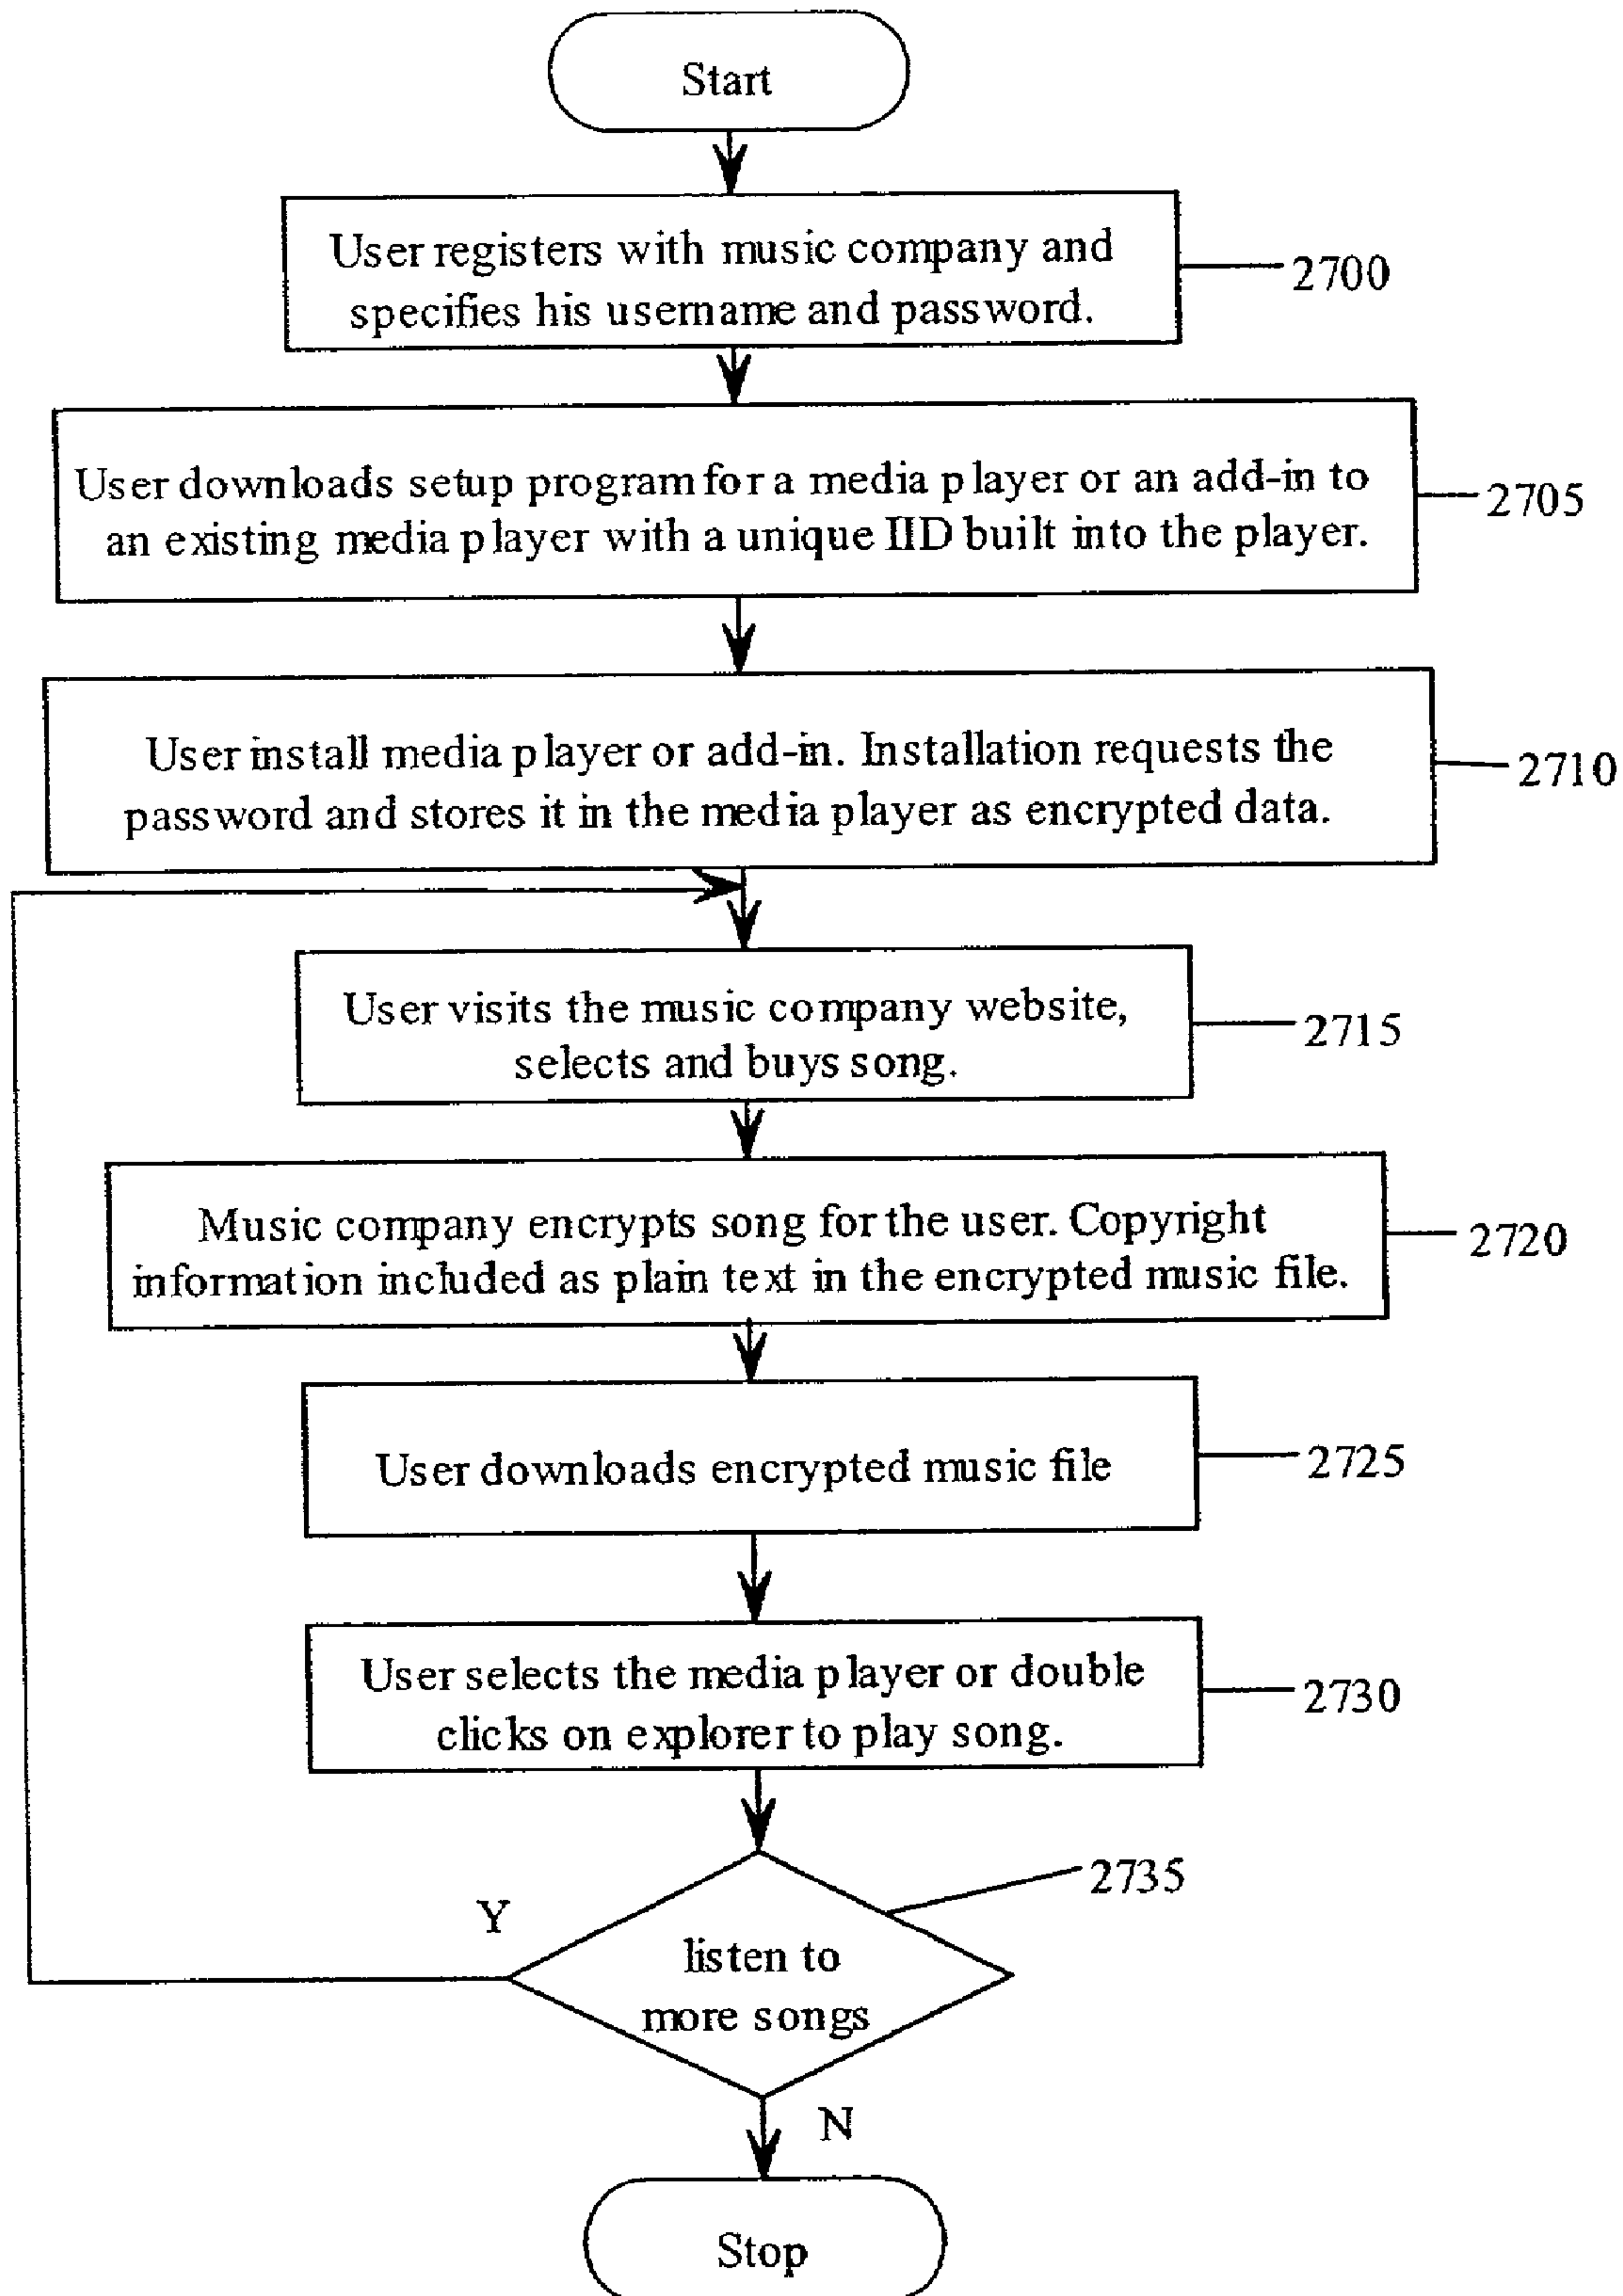 Start
User registers with music company and
specifies his username and password.
2700
User downloads setup program for a media player or an add-in to
an existing media player with a unique IID built into the player.
2705
User install media player or add-in. Installation requests the
password and stores it in the media player as encrypted data.
2710
User visits the music company website,
selects and buys song.
2715
Music company encrypts song for the user. Copyright
information included as plain text in the encrypted music file.
2720
User downloads encrypted music file
2725
User selects the media player or double
clicks on explorer to play song.
2730
2735
Y
listen to
more songs
N
Stop